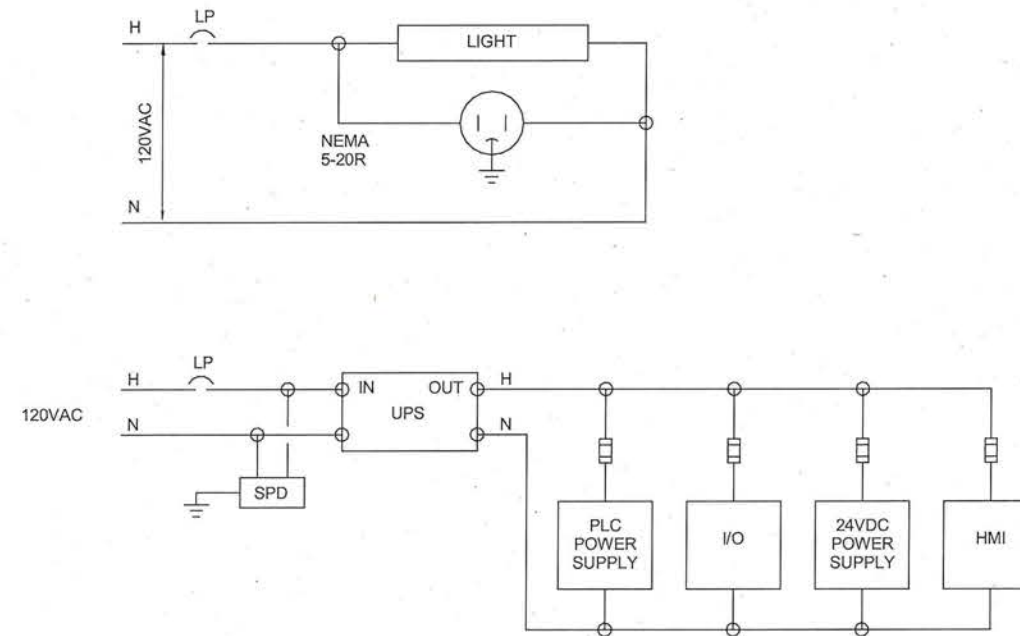 LP
H
LIGHT
120VAC
NEMA
5-20R
N
LP
H
IN OUT
H
120VAC
UPS
N
N
SPD
PLC
POWER
SUPPLY
I/O
24VDC
POWER
SUPPLY
HMI